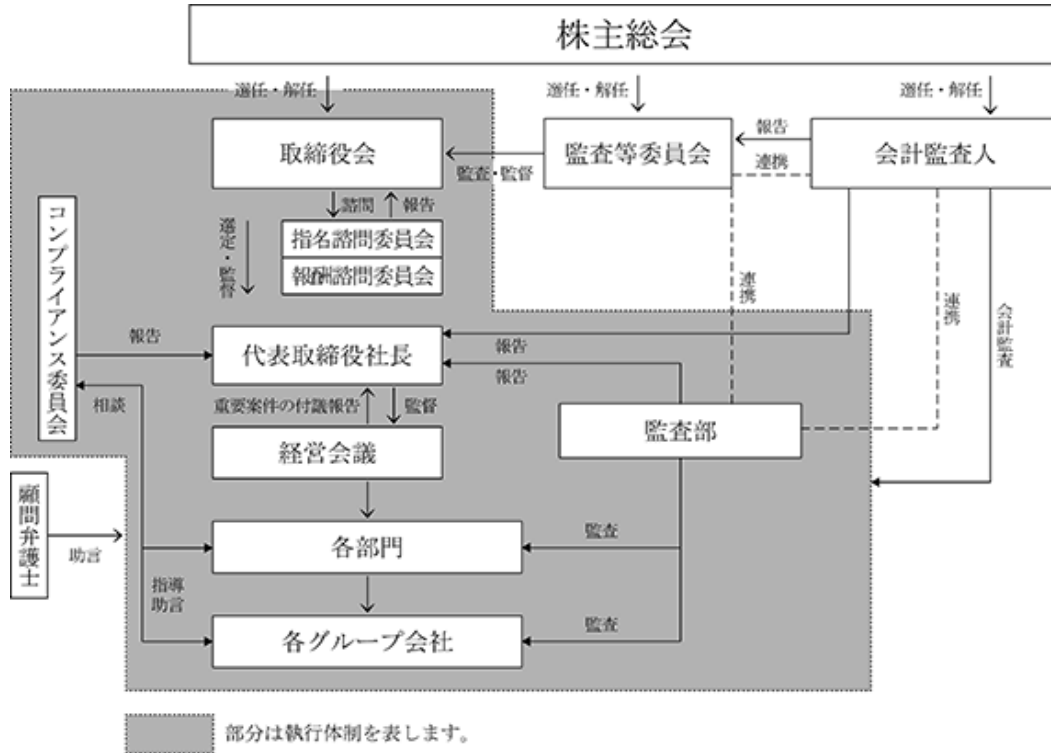 株主総会
選任・解任
選任・解任
選任・解任
取締役会
監査・監督
監査等委員会
報告
連携
会計監査人
諮問
報告
選定・監督
指名諮問委員会
報酬諮問委員会
コンプライアンス委員会
連携
連携
会計監査
報告
代表取締役社長
報告
報告
相談
重要案件の付議報告
監督
経営会議
監査部
顧問弁護士
助言
各部門
監査
指導
助言
各グループ会社
監査
部分は執行体制を表します。